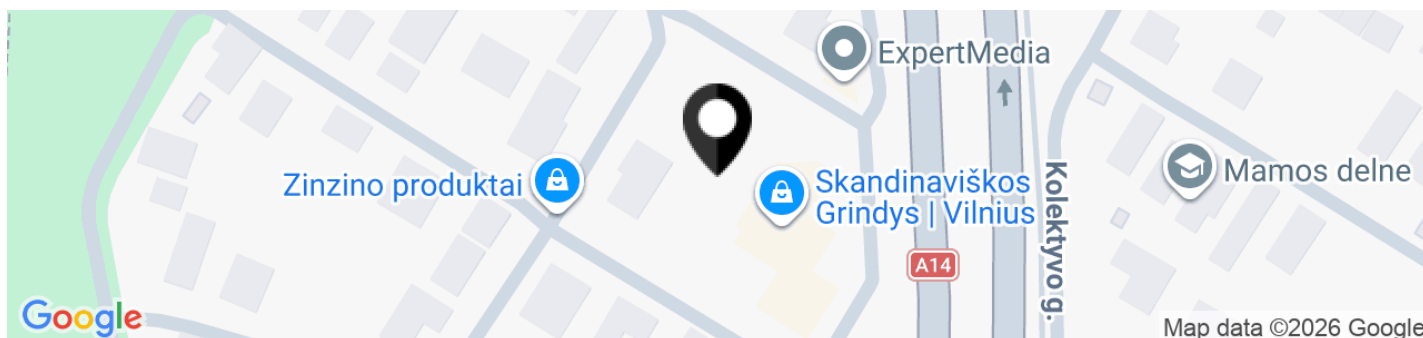 ExpertMedia
Zinzino produktai
Skandinaviškos
Grindys | Vilnius
Mamos delne
Kolektyvo g.
A14
Google
Map data ©2026 Google